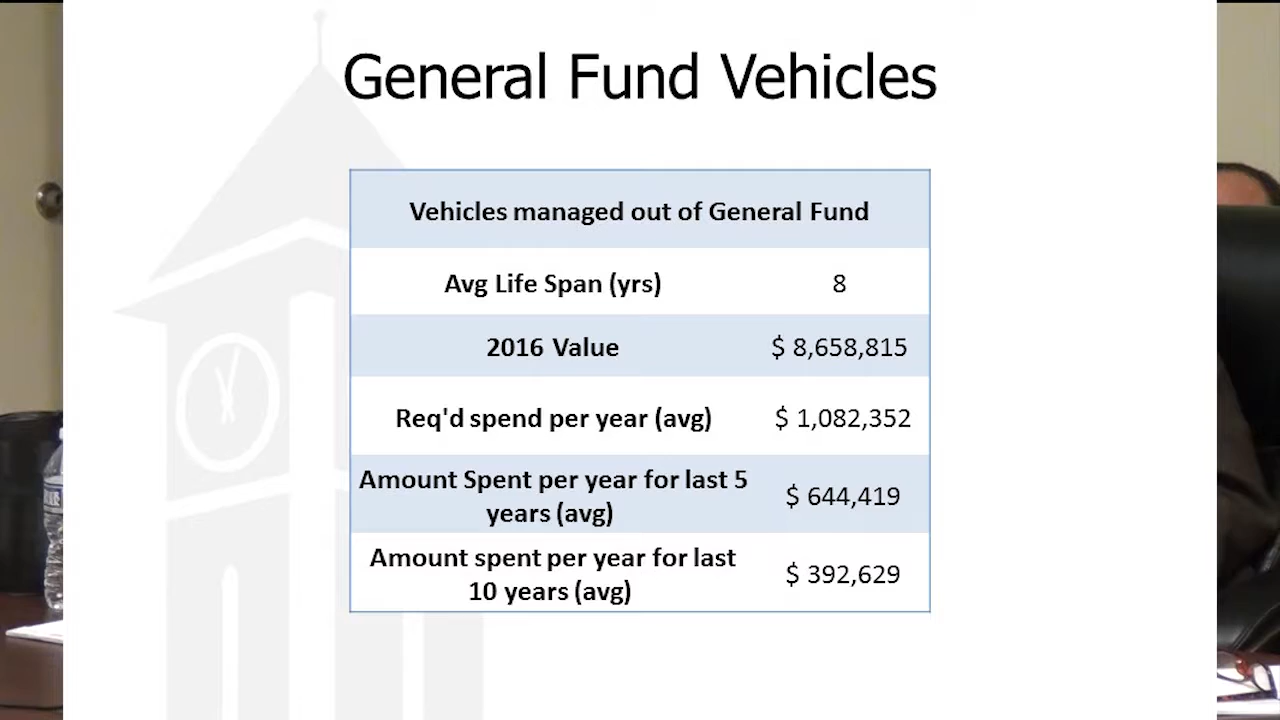 General Fund Vehicles
Vehicles managed out of General Fund
Avg Life Span (yrs) 8
2016 Value $ 8,658,815
Req'd spend per year (avg) $ 1,082,352
Amount Spent per year for last 5
years (avg) $ 644,419
Amount spent per year for last
10 years (avg) $ 392,629